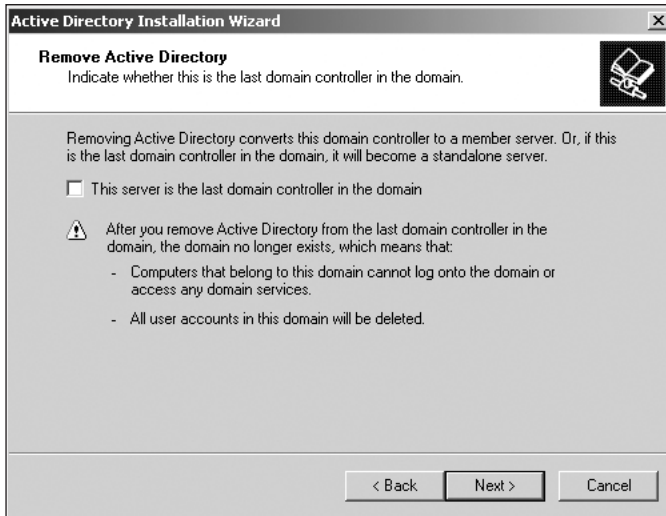 Active Directory Installation Wizard
Remove Active Directory
Indicate whether this is the last domain controller in the domain.
Removing Active Directory converts this domain controller to a member server. Or, if this
is the last domain controller in the domain, it will become a standalone server.
This server is the last domain controller in the domain
After you remove Active Directory from the last domain controller in the
domain, the domain no longer exists, which means that:
- Computers that belong to this domain cannot log onto the domain or
access any domain services.
- All user accounts in this domain will be deleted.
< Back Next > Cancel